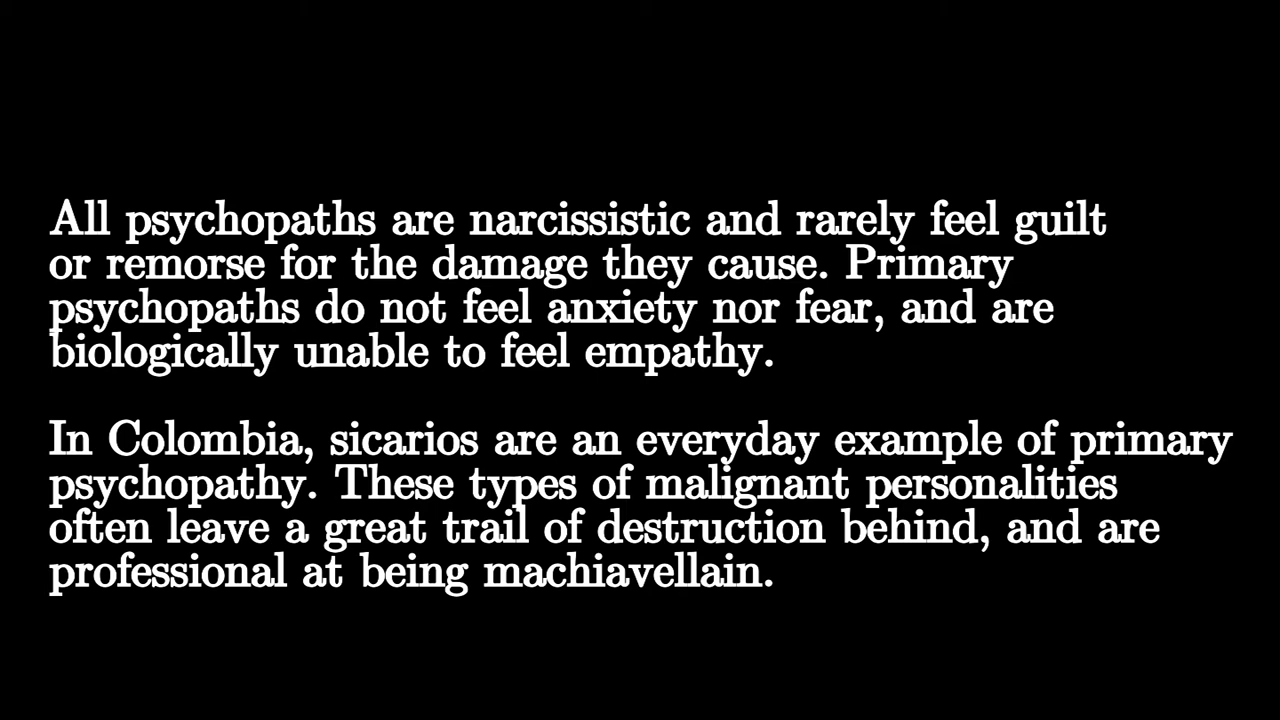 All psychopaths are narcissistic and rarely feel guilt
or remorse for the damage they cause. Primary
psychopaths do not feel anxiety nor fear, and are
biologically unable to feel empathy.
In Colombia, sicarios are an everyday example of primary
psychopathy. These types of malignant personalities
often leave a great trail of destruction behind, and are
professional at being machiavellain.